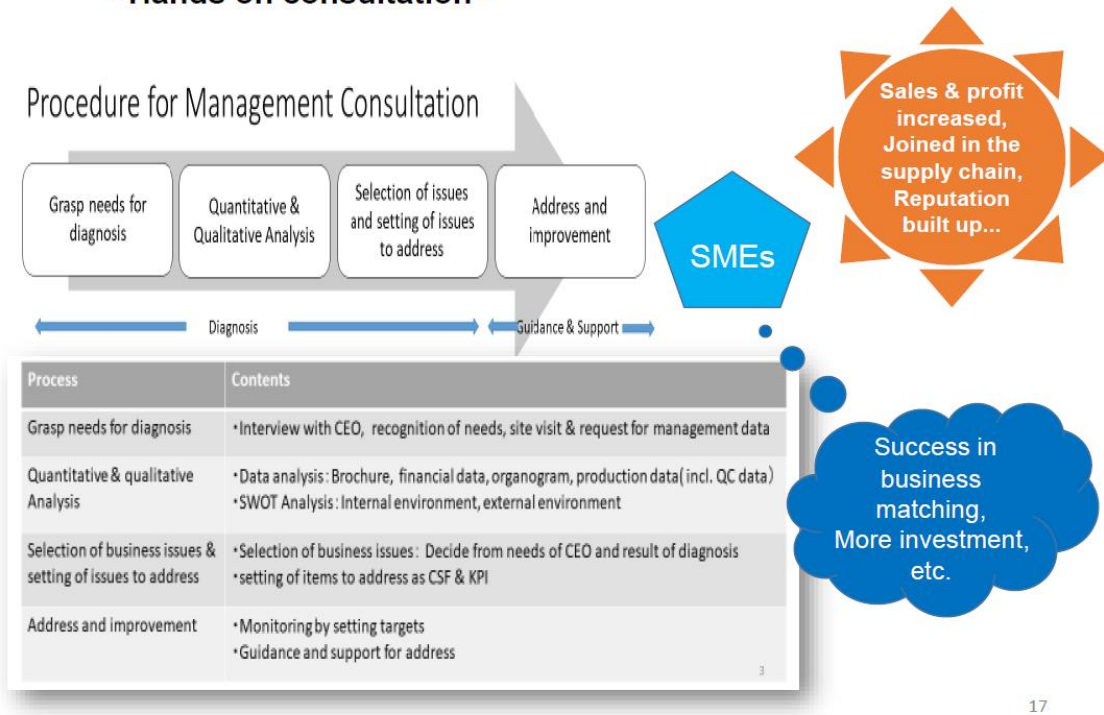 Procedure for Management Consultation
Grasp needs for
diagnosis
Quantitative &
Qualitative Analysis
Selection of issues
and setting of issues
to address
Address and
improvement
SMEs
Sales & profit
increased,
Joined in the
supply chain,
Reputation
built up...
Diagnosis
Guidance & Support
Process Contents
Grasp needs for diagnosis •Interview with CEO, recognition of needs, site visit & request for management data
Quantitative & qualitative •Data analysis: Brochure, financial data, organogram, production data( incl. QC data)
Analysis •SWOT Analysis: Internal environment, external environment
Selection of business issues & •Selection of business issues: Decide from needs of CEO and result of diagnosis
setting of issues to address •setting of items to address as CSF & KPI
Address and improvement •Monitoring by setting targets
•Guidance and support for address
3
Success in
business
matching,
More investment,
etc.
17